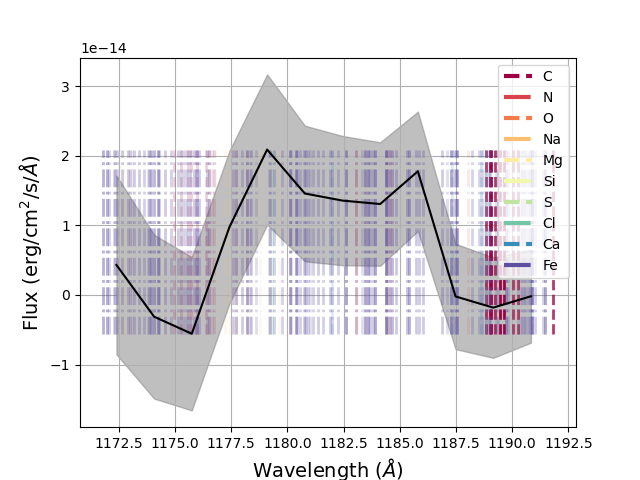 1e−14
3
2
1
0
−1
Flux (erg/cm²/s/Å)
1172.5 1175.0 1177.5 1180.0 1182.5 1185.0 1187.5 1190.0 1192.5
Wavelength (Å)
C
N
O
Na
Mg
Si
S
Cl
Ca
Fe